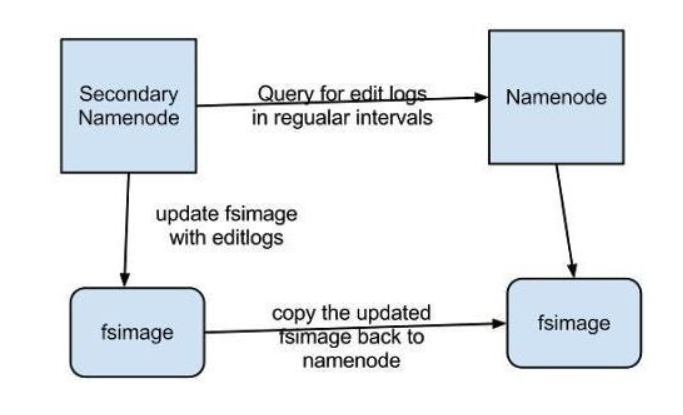 Secondary
Namenode
Query for edit logs
in regualar intervals
Namenode
update fsimage
with editlogs
fsimage
copy the updated
fsimage back to
namenode
fsimage